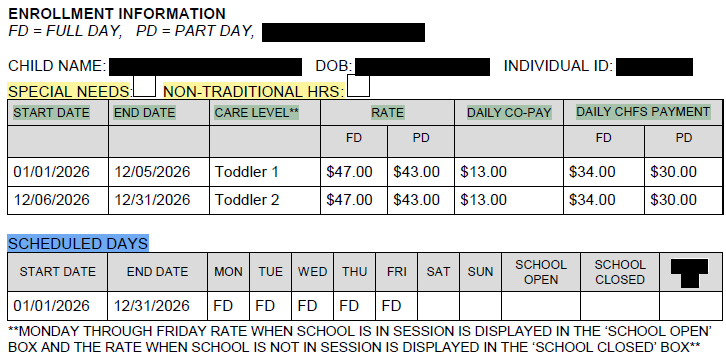 ENROLLMENT INFORMATION
FD = FULL DAY, PD = PART DAY,
CHILD NAME: DOB: INDIVIDUAL ID:
SPECIAL NEEDS: NON-TRADITIONAL HRS:
START DATE END DATE CARE LEVEL** RATE DAILY CO-PAY DAILY CHFS PAYMENT
FD PD FD PD
01/01/2026 12/05/2026 Toddler 1 $47.00 $43.00 $13.00 $34.00 $30.00
12/06/2026 12/31/2026 Toddler 2 $47.00 $43.00 $13.00 $34.00 $30.00
SCHEDULED DAYS
START DATE END DATE MON TUE WED THU FRI SAT SUN SCHOOL OPEN SCHOOL CLOSED
01/01/2026 12/31/2026 FD FD FD FD FD
**MONDAY THROUGH FRIDAY RATE WHEN SCHOOL IS IN SESSION IS DISPLAYED IN THE ‘SCHOOL OPEN’
BOX AND THE RATE WHEN SCHOOL IS NOT IN SESSION IS DISPLAYED IN THE ‘SCHOOL CLOSED’ BOX**